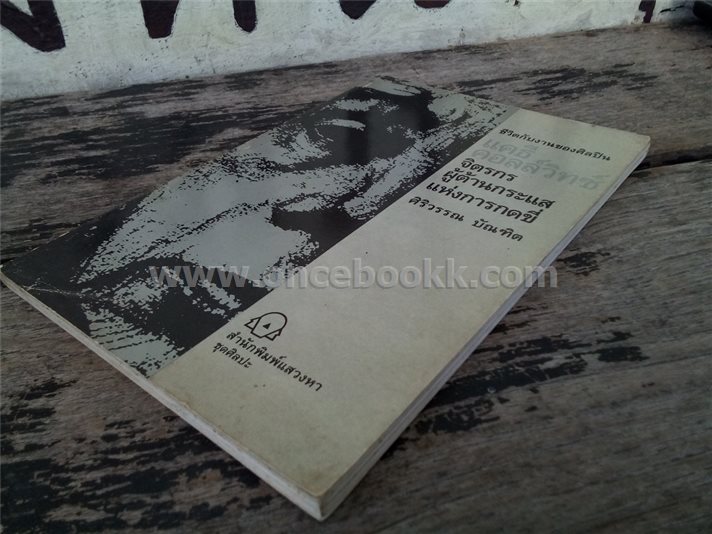 ชีวิตกับงานของศิลปิน
คอลล์วิทซ์
จิตรกร
ผู้ต้านกระแส
แห่งการกดขี่
ศิริวรรณ บัณฑิต
www.oncebookk.com
สำนักพิมพ์แสวงหา
ชุดศิลปะ